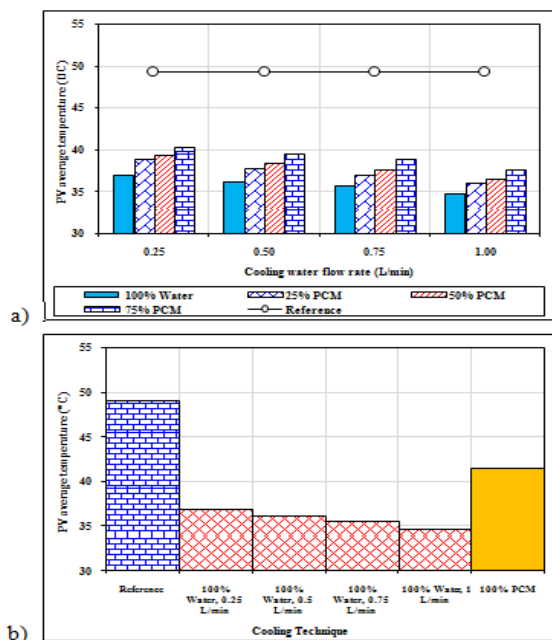 a)
PV average temperature (ÐC)
55
50
45
40
35
30
0.25 0.50 0.75 1.00
Cooling water flow rate (L/min)
100% Water 25% PCM 50% PCM
75% PCM Reference
b)
PV average temperature (°C)
55
50
45
40
35
30
Reference 100% Water, 0.25 L/min 100% Water, 0.5 L/min 100% Water, 0.75 L/min 100% Water, 1 L/min 100% PCM
Cooling Technique